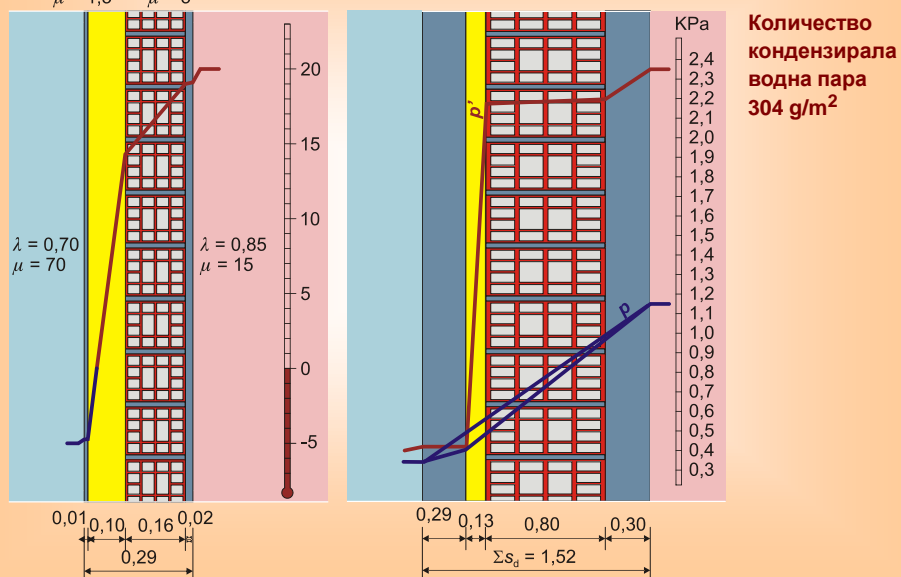 KPa
Количество
кондензирала
водна пара
304 g/m²
20
15
10
5
0
-5
λ = 0,70
μ = 70
λ = 0,85
μ = 15
p'
p
2,4
2,3
2,2
2,1
2,0
1,9
1,8
1,7
1,6
1,5
1,4
1,3
1,2
1,1
1,0
0,9
0,8
0,7
0,6
0,5
0,4
0,3
0,01 0,10 0,16 0,02
0,29
0,29 0,13 0,80 0,30
Σs_d = 1,52